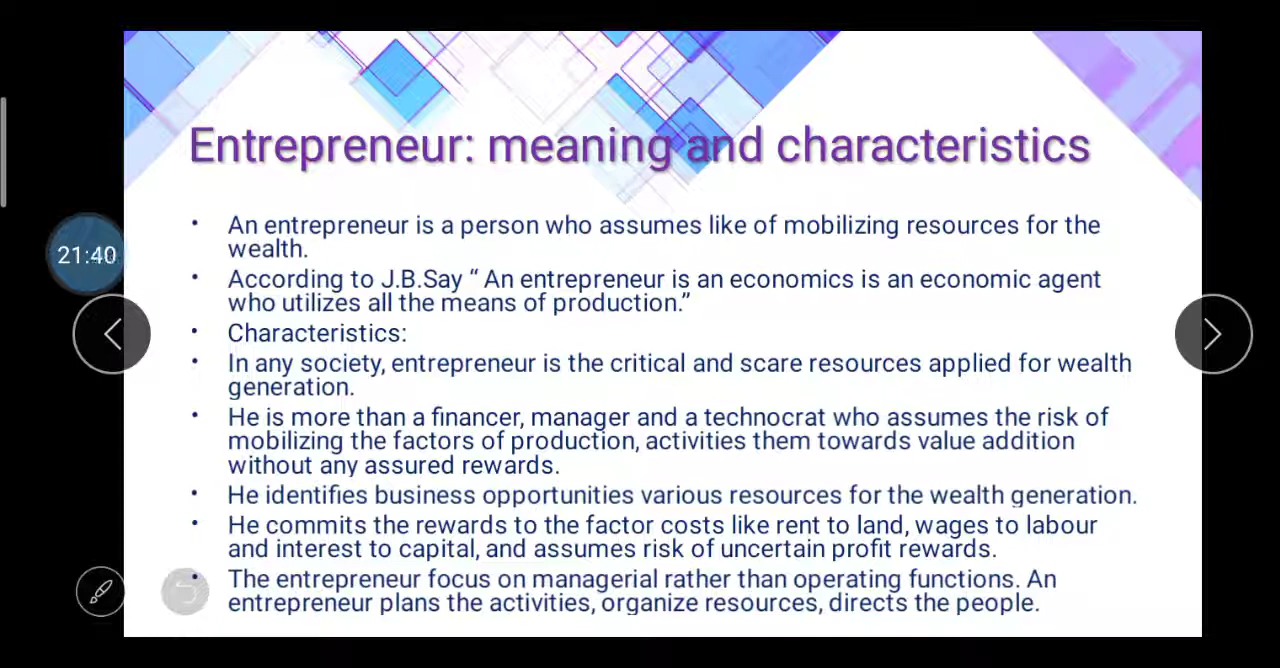 Entrepreneur: meaning and characteristics
• An entrepreneur is a person who assumes like of mobilizing resources for the
wealth.
• According to J.B.Say “ An entrepreneur is an economics is an economic agent
who utilizes all the means of production.”
• Characteristics:
• In any society, entrepreneur is the critical and scare resources applied for wealth
generation.
• He is more than a financer, manager and a technocrat who assumes the risk of
mobilizing the factors of production, activities them towards value addition
without any assured rewards.
• He identifies business opportunities various resources for the wealth generation.
• He commits the rewards to the factor costs like rent to land, wages to labour
and interest to capital, and assumes risk of uncertain profit rewards.
• The entrepreneur focus on managerial rather than operating functions. An
entrepreneur plans the activities, organize resources, directs the people.
21:40